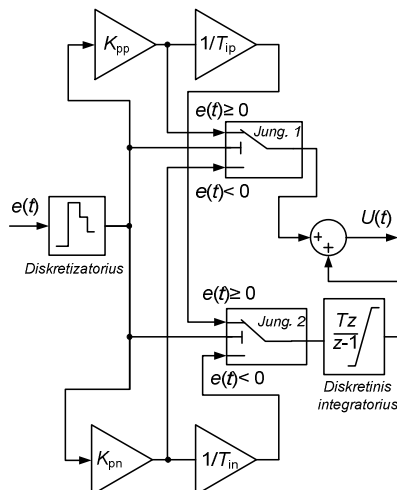 K_pp
1/T_ip
e(t)≥ 0
Jung. 1
e(t)< 0
e(t)
Diskretizatorius
+
+
U(t)
e(t)≥ 0
Jung. 2
e(t)< 0
Tz
z-1
Diskretinis
integratorius
K_pn
1/T_in